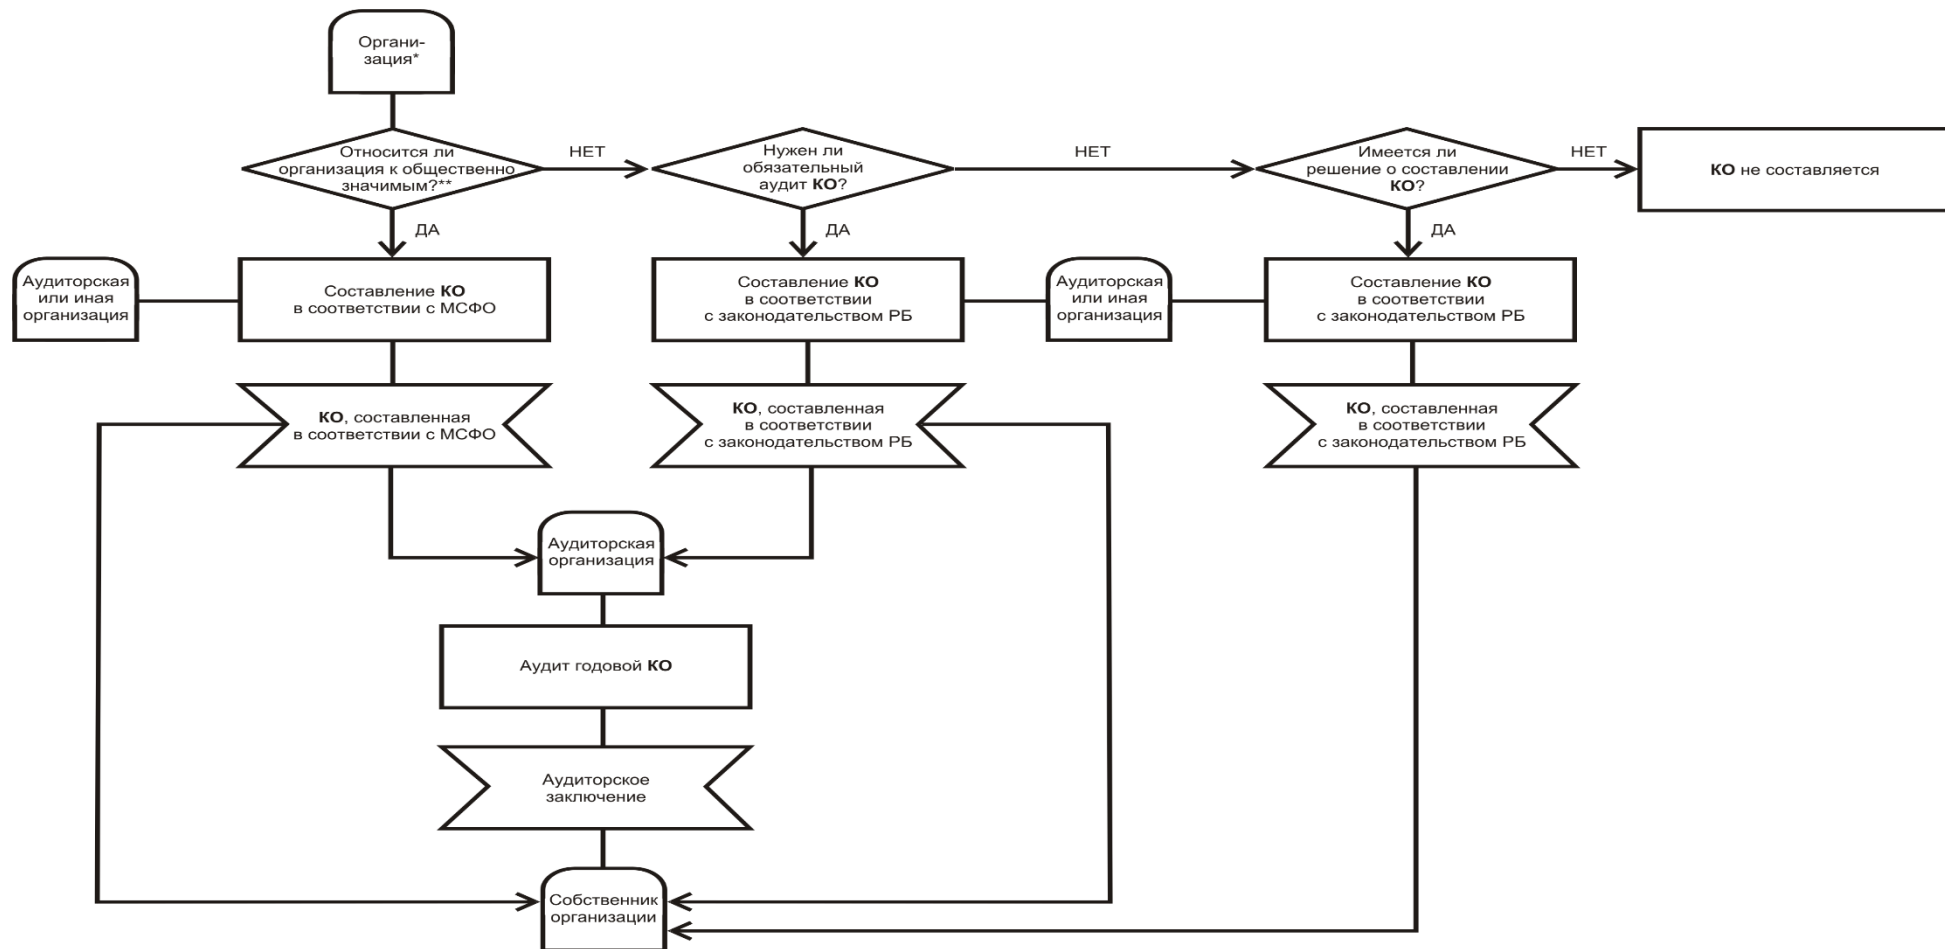 Органи-
зация*
Относится ли
организация к общественно
значимым?**
НЕТ
Нужен ли
обязательный
аудит КО?
НЕТ
Имеется ли
решение о составлении
КО?
НЕТ
КО не составляется
ДА
ДА
ДА
Аудиторская
или иная
организация
Составление КО
в соответствии с МСФО
Составление КО
в соответствии
с законодательством РБ
Аудиторская
или иная
организация
Составление КО
в соответствии
с законодательством РБ
КО, составленная
в соответствии с МСФО
КО, составленная
в соответствии
с законодательством РБ
КО, составленная
в соответствии
с законодательством РБ
Аудиторская
организация
Аудит годовой КО
Аудиторское
заключение
Собственник
организации